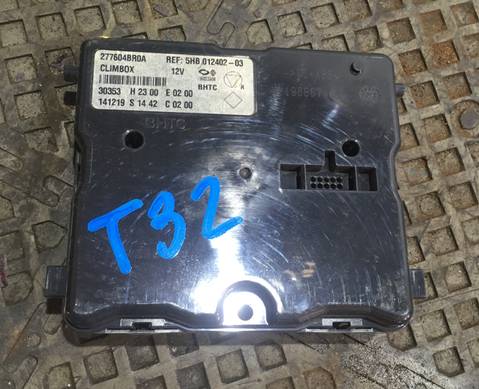 277604BR0A REF: 5HB 012402-03
CLIMBOX 12V
BHTC
30353 H 23 00 E 02 00
141219 S 14 42 C 02 00
BHTC
T32